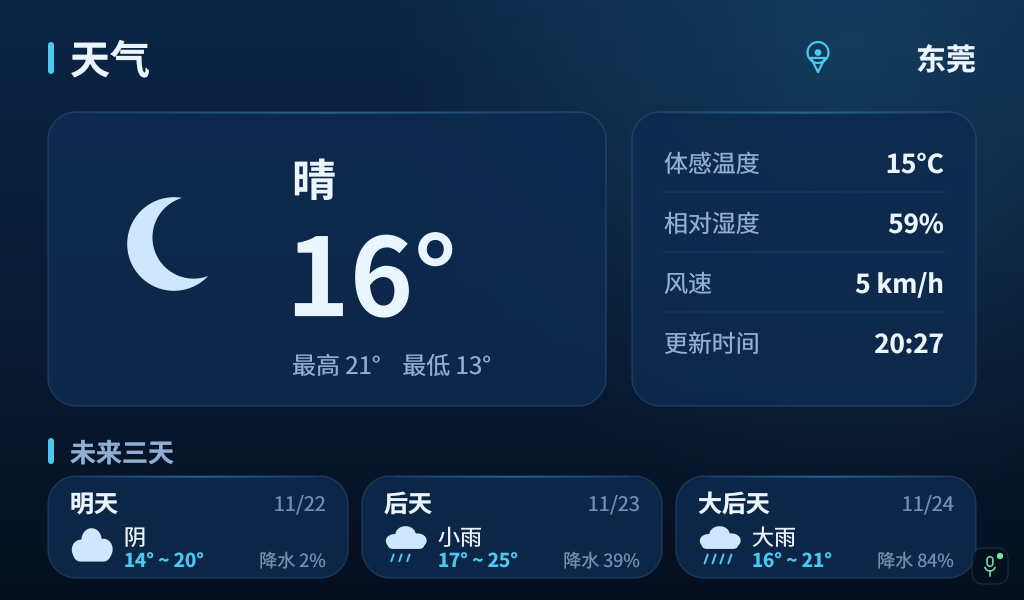 天气
东莞
晴
16°
最高 21° 最低 13°
体感温度 15°C
相对湿度 59%
风速 5 km/h
更新时间 20:27
未来三天
明天 11/22
阴
14° ~ 20° 降水 2%
后天 11/23
小雨
17° ~ 25° 降水 39%
大后天 11/24
大雨
16° ~ 21° 降水 84%